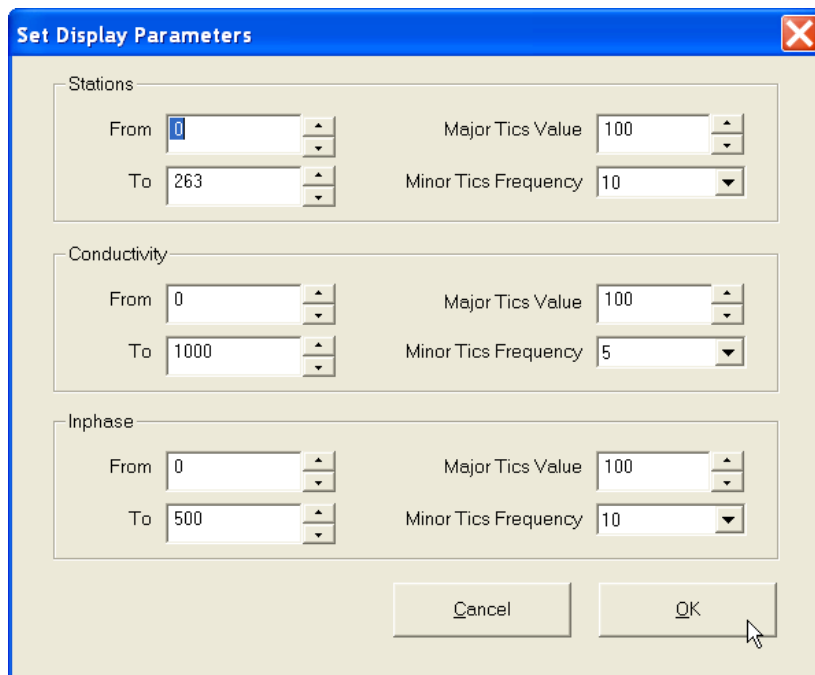 Set Display Parameters
Stations
From 0 Major Tics Value 100
To 263 Minor Tics Frequency 10
Conductivity
From 0 Major Tics Value 100
To 1000 Minor Tics Frequency 5
Inphase
From 0 Major Tics Value 100
To 500 Minor Tics Frequency 10
Cancel OK